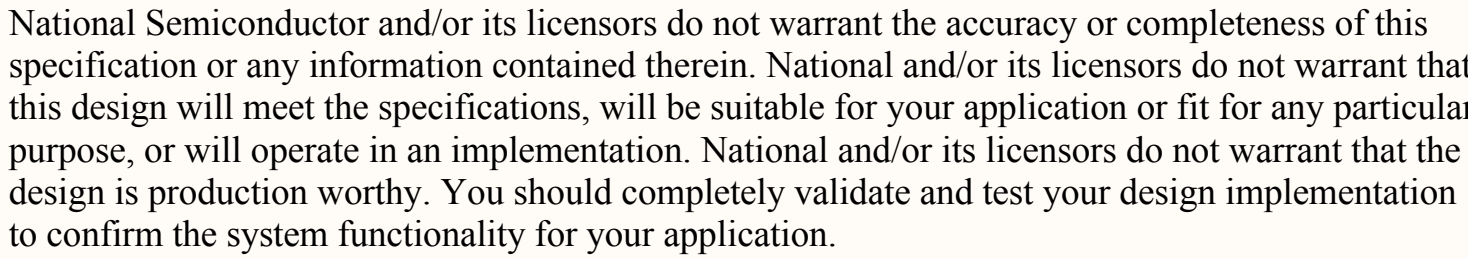 National Semiconductor and/or its licensors do not warrant the accuracy or completeness of this
specification or any information contained therein. National and/or its licensors do not warrant that
this design will meet the specifications, will be suitable for your application or fit for any particular
purpose, or will operate in an implementation. National and/or its licensors do not warrant that the
design is production worthy. You should completely validate and test your design implementation
to confirm the system functionality for your application.